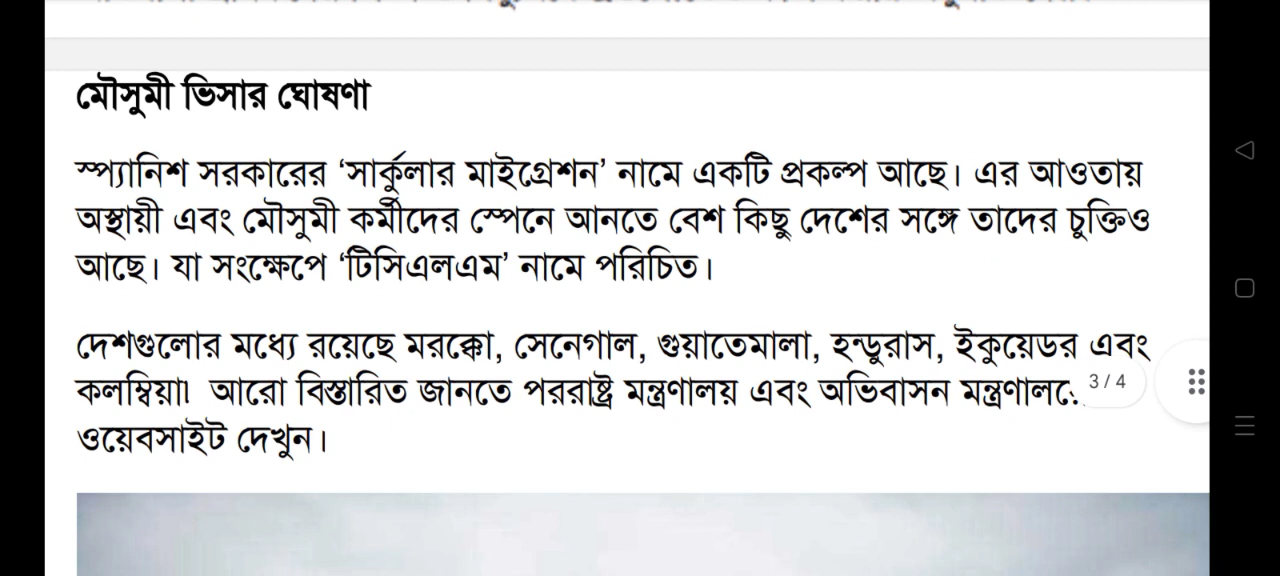 মৌসুমী ভিসার ঘোষণা
স্প্যানিশ সরকারের ‘সার্কুলার মাইগ্রেশন’ নামে একটি প্রকল্প আছে। এর আওতায়
অস্থায়ী এবং মৌসুমী কর্মীদের স্পেনে আনতে বেশ কিছু দেশের সঙ্গে তাদের চুক্তিও
আছে। যা সংক্ষেপে ‘টিসিএলএম’ নামে পরিচিত।
দেশগুলোর মধ্যে রয়েছে মরক্কো, সেনেগাল, গুয়াতেমালা, হন্ডুরাস, ইকুয়েডর এবং
কলম্বিয়া৷ আরো বিস্তারিত জানতে পররাষ্ট্র মন্ত্রণালয় এবং অভিবাসন
ওয়েবসাইট দেখুন।
3 / 4